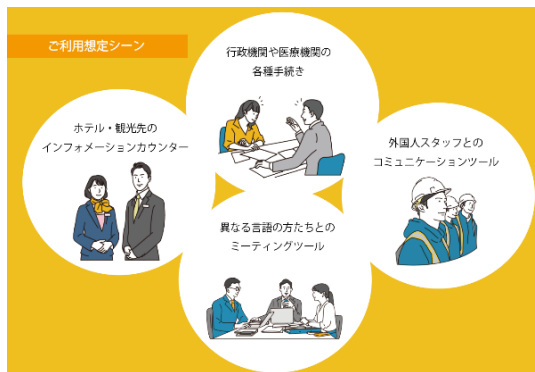 ご利用想定シーン
行政機関や医療機関の
各種手続き
ホテル・観光先の
インフォメーションカウンター
外国人スタッフとの
コミュニケーションツール
異なる言語の方たちとの
ミーティングツール